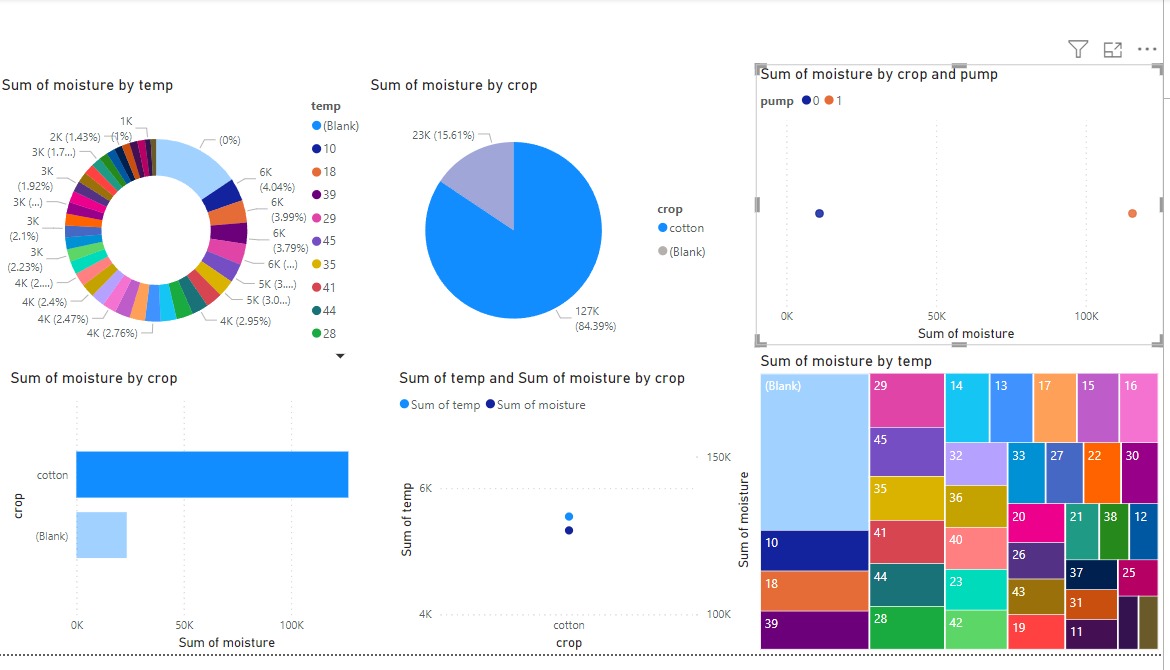 Sum of moisture by temp
1K
2K (1.43%)
(1%)
3K (1.7...)
3K
(1.92%)
3K (...)
3K
(2.1%)
3K
(2.23%)
4K (2....)
4K (2.4%)
4K (2.47%)
4K (2.76%)
(0%)
6K
(4.04%)
6K
(3.99%)
6K
(3.79%)
6K (...)
5K (3....)
5K (3.0...)
4K (2.95%)
temp
(Blank)
10
18
39
29
45
35
41
44
28
Sum of moisture by crop
23K (15.61%)
127K
(84.39%)
crop
cotton
(Blank)
Sum of moisture by crop and pump
pump 0 1
0K 50K 100K
Sum of moisture
Sum of moisture by crop
crop
cotton
(Blank)
0K 50K 100K
Sum of moisture
Sum of temp and Sum of moisture by crop
Sum of temp Sum of moisture
Sum of temp
6K
4K
150K
100K
Sum of moisture
cotton
crop
Sum of moisture by temp
(Blank)
10
18
39
29
45
35
41
44
28
14
13
17
15
16
32
36
40
23
42
33
27
22
30
20
26
43
19
21
38
12
37
31
11
25